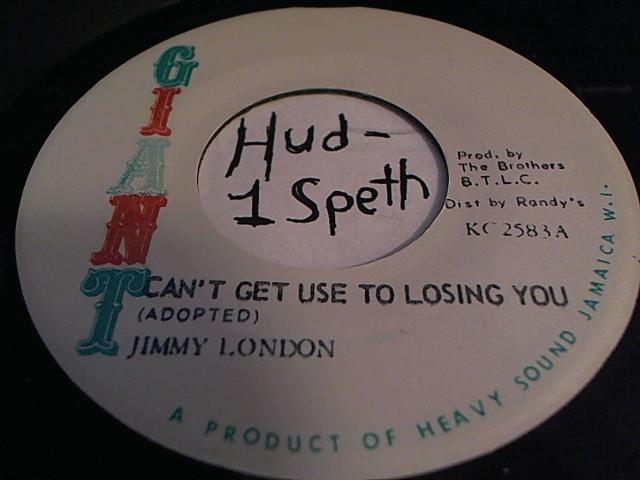 GIANT
Hud-
1 Speth
Prod. by
The Brothers
B.T.L.C.
Dist by Randy's
KC 2583A
CAN'T GET USE TO LOSING YOU
(ADOPTED)
JIMMY LONDON
A PRODUCT OF HEAVY SOUND JAMAICA W.I.